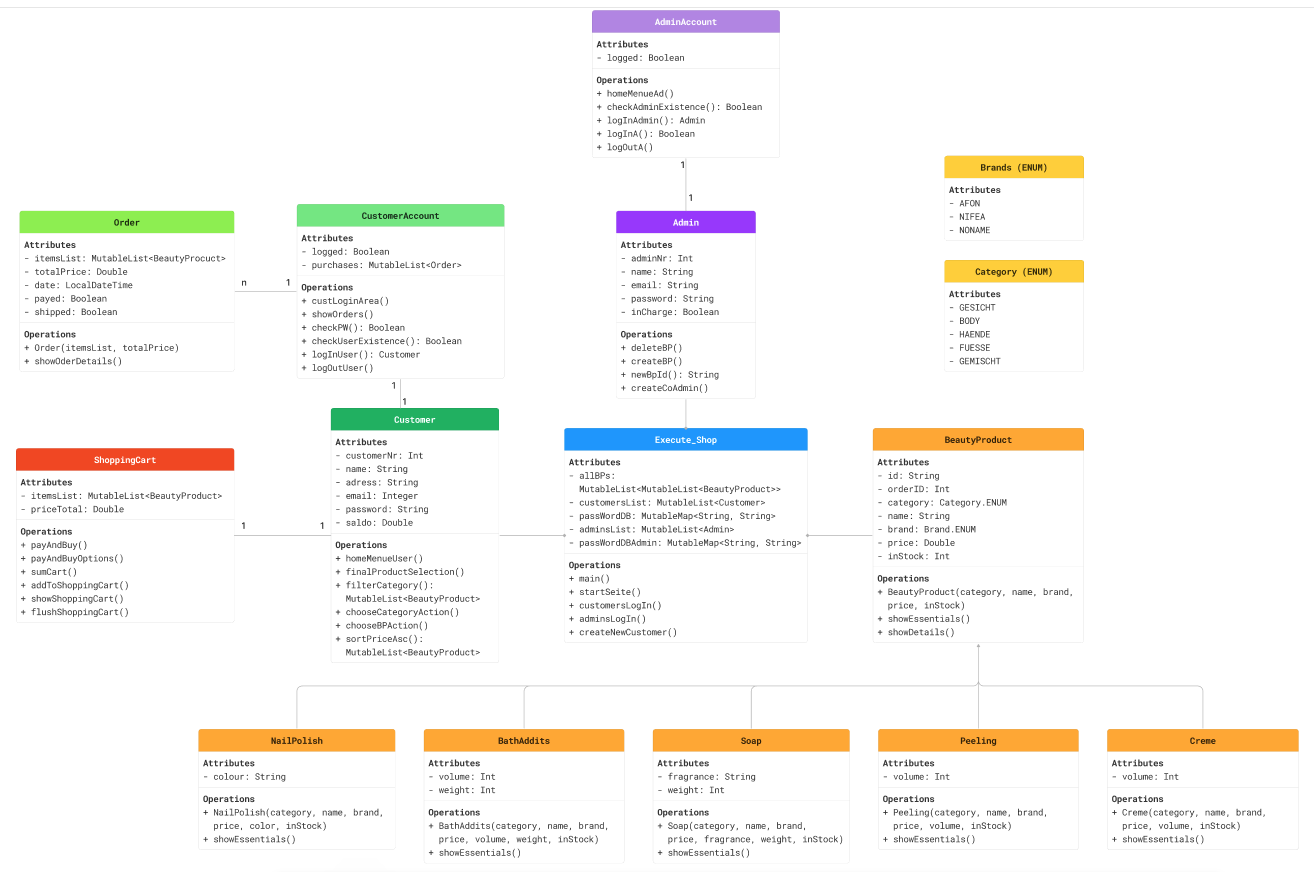 AdminAccount
Attributes
- logged: Boolean
Operations
+ homeMenueAd()
+ checkAdminExistence(): Boolean
+ logInAdmin(): Admin
+ logInA(): Boolean
+ logOutA()
1
1
Brands (ENUM)
Attributes
- AFON
- NIFEA
- NONAME
Order
Attributes
- itemsList: MutableList<BeautyProcuct>
- totalPrice: Double
- date: LocalDateTime
- payed: Boolean
- shipped: Boolean
Operations
+ Order(itemsList, totalPrice)
+ showOderDetails()
n
1
CustomerAccount
Attributes
- logged: Boolean
- purchases: MutableList<Order>
Operations
+ custLoginArea()
+ showOrders()
+ checkPW(): Boolean
+ checkUserExistence(): Boolean
+ logInUser(): Customer
+ logOutUser()
1
1
Admin
Attributes
- adminNr: Int
- name: String
- email: String
- password: String
- inCharge: Boolean
Operations
+ deleteBP()
+ createBP()
+ newBpId(): String
+ createCoAdmin()
Category (ENUM)
Attributes
- GESICHT
- BODY
- HAENDE
- FUESSE
- GEMISCHT
ShoppingCart
Attributes
- itemsList: MutableList<BeautyProduct>
- priceTotal: Double
Operations
+ payAndBuy()
+ payAndBuyOptions()
+ sumCart()
+ addToShoppingCart()
+ showShoppingCart()
+ flushShoppingCart()
1
1
Customer
Attributes
- customerNr: Int
- name: String
- adress: String
- email: Integer
- password: String
- saldo: Double
Operations
+ homeMenueUser()
+ finalProductSelection()
+ filterCategory():
MutableList<BeautyProduct>
+ chooseCategoryAction()
+ chooseBPAction()
+ sortPriceAsc():
MutableList<BeautyProduct>
Execute_Shop
Attributes
- allBPs:
MutableList<MutableList<BeautyProduct>>
- customersList: MutableList<Customer>
- passWordDB: MutableMap<String, String>
- adminsList: MutableList<Admin>
- passWordDBAdmin: MutableMap<String, String>
Operations
+ main()
+ startSeite()
+ customersLogIn()
+ adminsLogIn()
+ createNewCustomer()
BeautyProduct
Attributes
- id: String
- orderID: Int
- category: Category.ENUM
- name: String
- brand: Brand.ENUM
- price: Double
- inStock: Int
Operations
+ BeautyProduct(category, name, brand,
price, inStock)
+ showEssentials()
+ showDetails()
NailPolish
Attributes
- colour: String
Operations
+ NailPolish(category, name, brand,
price, color, inStock)
+ showEssentials()
BathAddits
Attributes
- volume: Int
- weight: Int
Operations
+ BathAddits(category, name, brand,
price, volume, weight, inStock)
+ showEssentials()
Soap
Attributes
- fragrance: String
- weight: Int
Operations
+ Soap(category, name, brand,
price, fragrance, weight, inStock)
+ showEssentials()
Peeling
Attributes
- volume: Int
Operations
+ Peeling(category, name, brand,
price, volume, inStock)
+ showEssentials()
Creme
Attributes
- volume: Int
Operations
+ Creme(category, name, brand,
price, volume, inStock)
+ showEssentials()